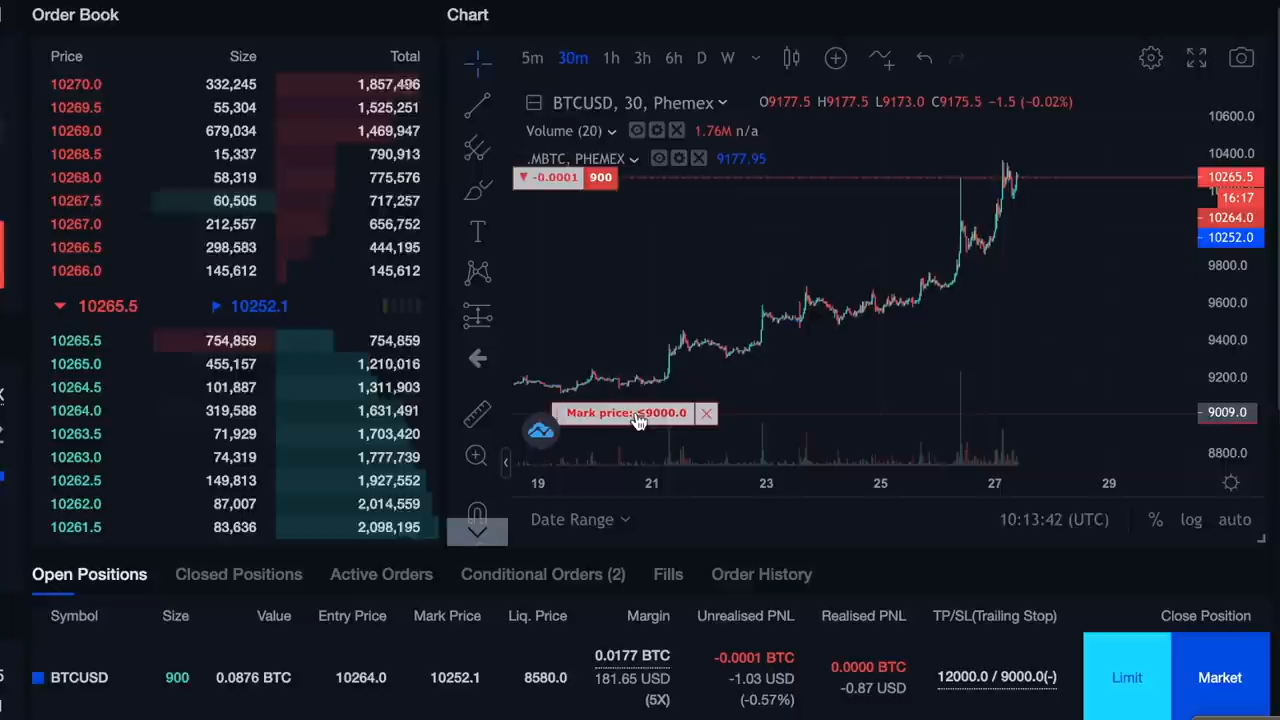 Order Book
Price Size Total
10270.0 332,245 1,857,496
10269.5 55,304 1,525,251
10269.0 679,034 1,469,947
10268.5 15,337 790,913
10268.0 58,319 775,576
10267.5 60,505 717,257
10267.0 212,557 656,752
10266.5 298,583 444,195
10266.0 145,612 145,612
10265.5 10252.1
10265.5 754,859 754,859
10265.0 455,157 1,210,016
10264.5 101,887 1,311,903
10264.0 319,588 1,631,491
10263.5 71,929 1,703,420
10263.0 74,319 1,777,739
10262.5 149,813 1,927,552
10262.0 87,007 2,014,559
10261.5 83,636 2,098,195
Chart
5m 30m 1h 3h 6h D W
BTCUSD, 30, Phemex O9177.5 H9177.5 L9173.0 C9175.5 −1.5 (−0.02%)
Volume (20) 1.76M n/a
.MBTC, PHEMEX 9177.95
-0.0001 900
Mark price: ≤9000.0
10600.0
10400.0
10265.5
16:17
10264.0
10252.0
9800.0
9600.0
9400.0
9200.0
9009.0
8800.0
19 21 23 25 27 29
Date Range 10:13:42 (UTC) % log auto
Open Positions Closed Positions Active Orders Conditional Orders (2) Fills Order History
Symbol Size Value Entry Price Mark Price Liq. Price Margin Unrealised PNL Realised PNL TP/SL(Trailing Stop) Close Position
BTCUSD 900 0.0876 BTC 10264.0 10252.1 8580.0 0.0177 BTC -0.0001 BTC 0.0000 BTC 12000.0 / 9000.0(-) Limit Market
181.65 USD -1.03 USD -0.87 USD
(5X) (-0.57%)